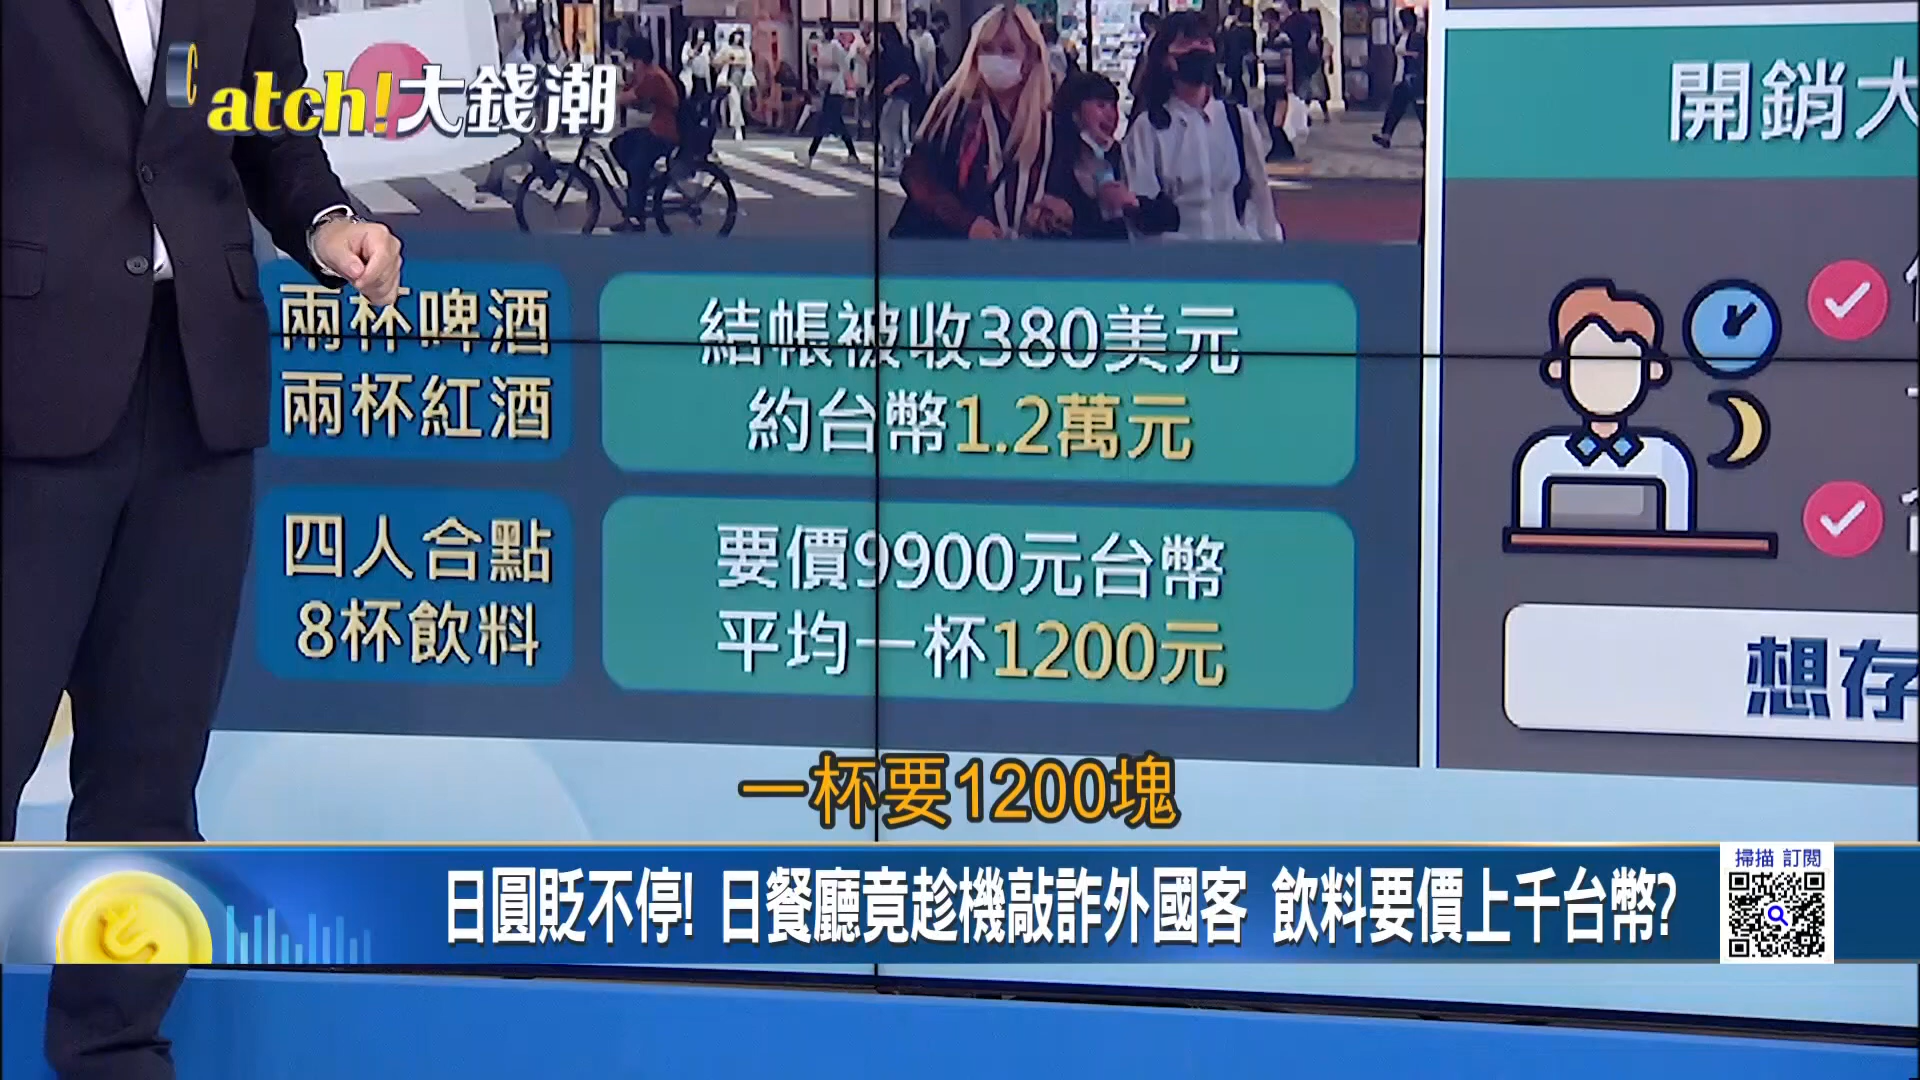 Catch!大錢潮
開銷大
兩杯啤酒
兩杯紅酒
結帳被收380美元
約台幣1.2萬元
四人合點
8杯飲料
要價9900元台幣
平均一杯1200元
想存
一杯要1200塊
日圓貶不停! 日餐廳竟趁機敲詐外國客 飲料要價上千台幣?
掃描 訂閱